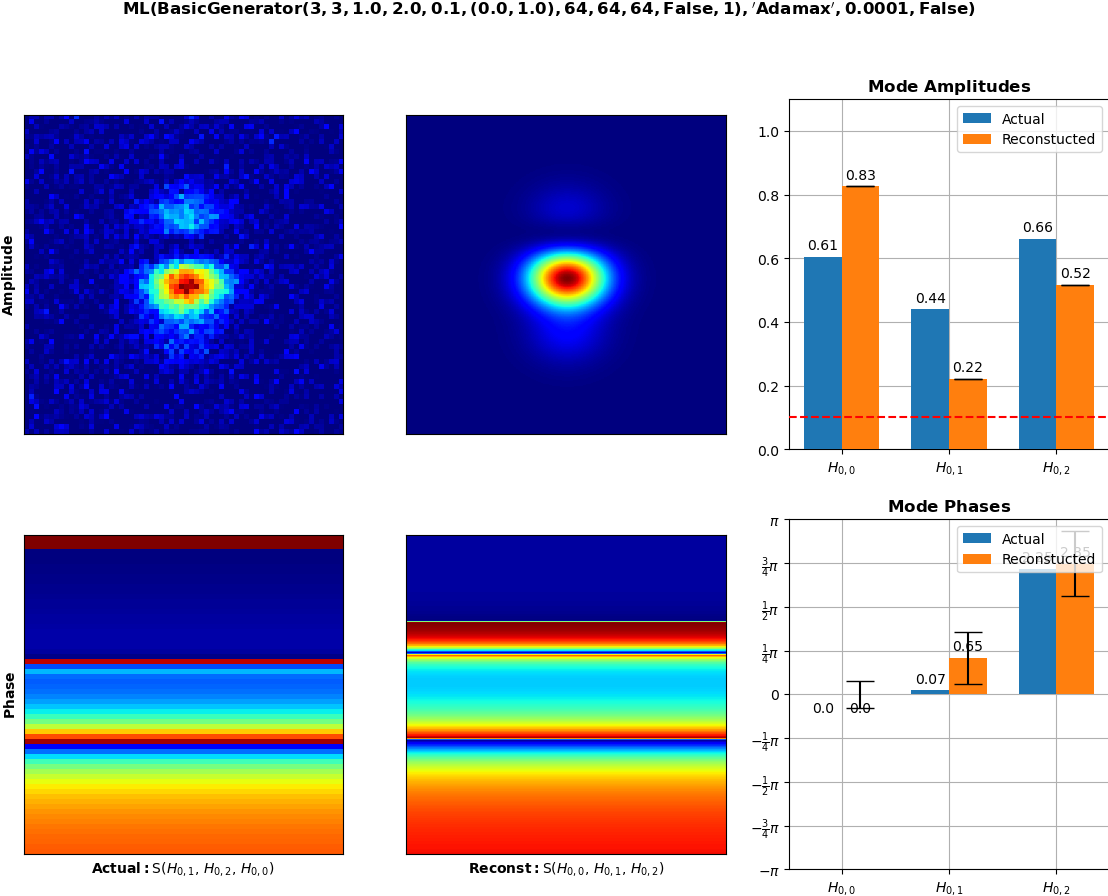 ML(BasicGenerator(3, 3, 1.0, 2.0, 0.1, (0.0, 1.0), 64, 64, 64, False, 1), ′Adamax′, 0.0001, False)
Mode Amplitudes
Amplitude
Actual
Reconstucted
1.0
0.8
0.6
0.4
0.2
0.0
0.61
0.83
0.44
0.22
0.66
0.52
H0,0
H0,1
H0,2
Mode Phases
Phase
Actual
Reconstucted
π
3/4π
1/2π
1/4π
0
−1/4π
−1/2π
−3/4π
−π
0.0
0.0
0.07
0.65
H0,0
H0,1
H0,2
Actual: S(H0,1, H0,2, H0,0)
Reconst: S(H0,0, H0,1, H0,2)